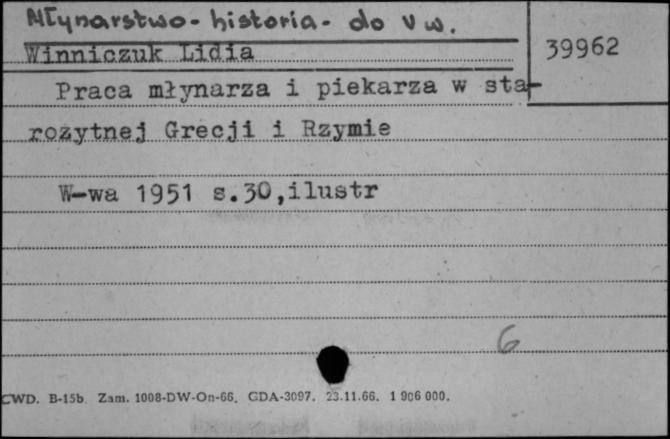 Młynarstwo - historia - do V w.
Winniczuk Lidia
39962
Praca młynarza i piekarza w sta-
rożytnej Grecji i Rzymie
W-wa 1951 s.30,ilustr
6
CWD. B-15b. Zam. 1008-DW-On-66. GDA-3097. 23.11.66. 1 906 000.